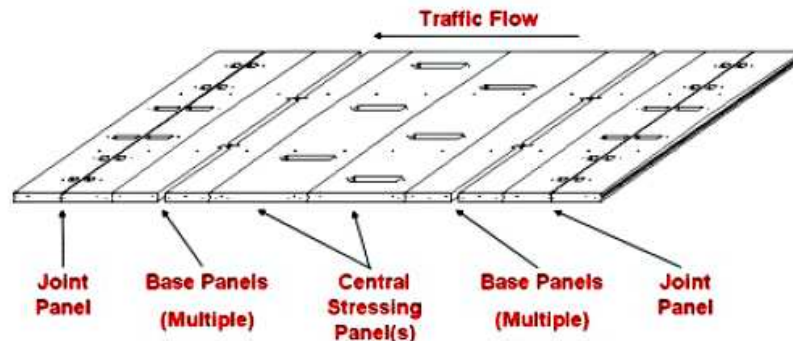 Traffic Flow
Joint
Panel
Base Panels
(Multiple)
Central
Stressing
Panel(s)
Base Panels
(Multiple)
Joint
Panel